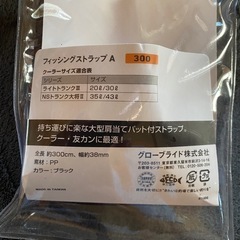 フィッシングストラップ A 300
クーラーサイズ適合表
シリーズ サイズ
ライトトランクⅡ 20ℓ/30ℓ
NSトランク大将Ⅱ 35ℓ/43ℓ
持ち運びに楽な大型肩当てパット付ストラップ。
クーラー・友カンに最適！
全長 約300cm、幅約38mm
素材：PP
カラー：ブラック
グローブライド株式会社